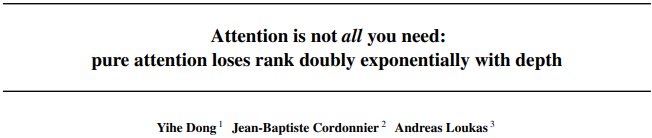 Attention is not all you need:
pure attention loses rank doubly exponentially with depth
Yihe Dong 1 Jean-Baptiste Cordonnier 2 Andreas Loukas 3